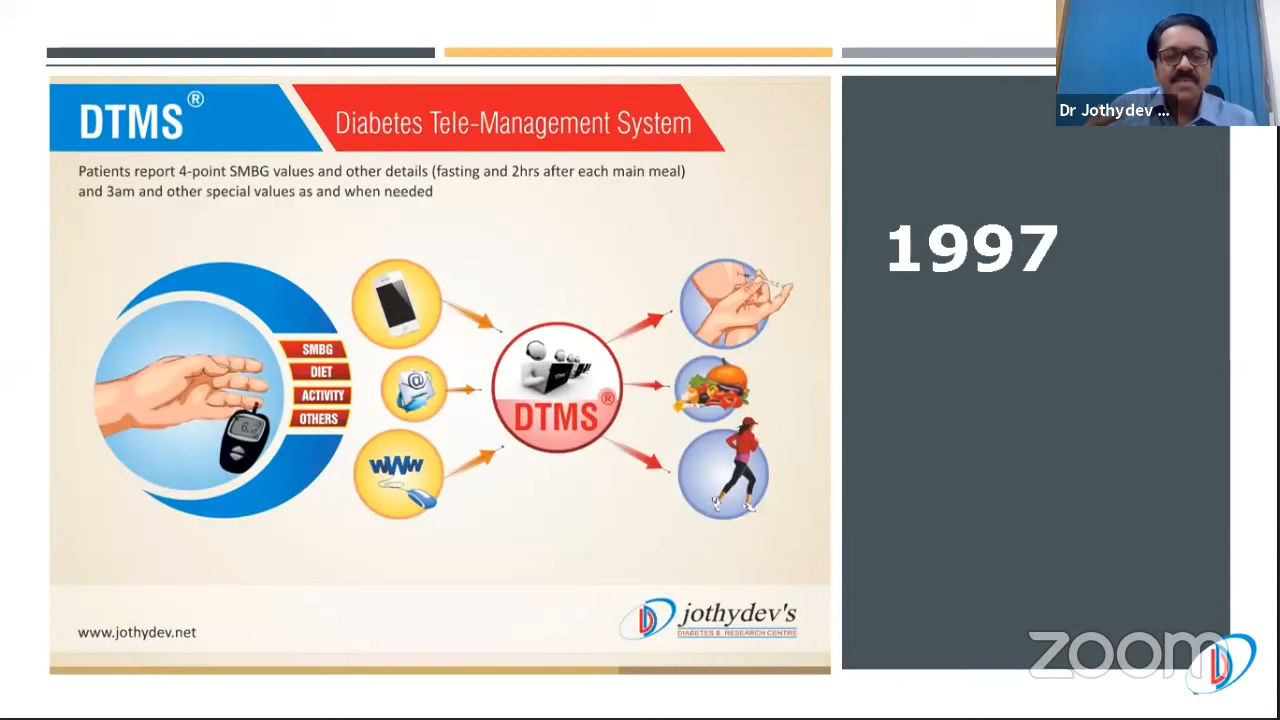 DTMS®
Diabetes Tele-Management System
Patients report 4-point SMBG values and other details (fasting and 2hrs after each main meal)
and 3am and other special values as and when needed
SMBG
DIET
ACTIVITY
OTHERS
6.2
@
www
DTMS®
www.jothydev.net
jothydev's
DIABETES & RESEARCH CENTRE
1997
Dr Jothydev ...
zoom